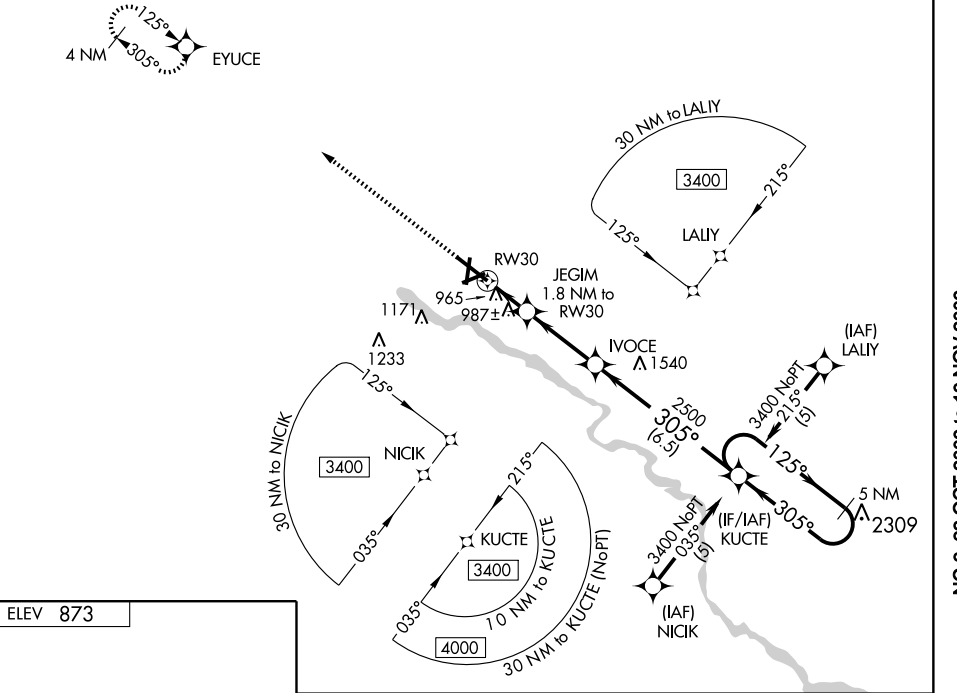 125°
4 NM
305°
EYUCE
30 NM to LALIY
3400
215°
125°
LALIY
RW30
JEGIM
1.8 NM to
RW30
965
987±
1171
1233
IVOCE
1540
(IAF)
LALIY
3400 NoPT
215°
(5)
2500
305°
(6.5)
125°
305°
5 NM
2309
(IF/IAF)
KUCTE
3400 NoPT
035°
(5)
(IAF)
NICIK
30 NM to NICIK
125°
3400
NICIK
035°
215°
KUCTE
3400
035°
10 NM to KUCTE
4000
30 NM to KUCTE (NoPT)
ELEV 873